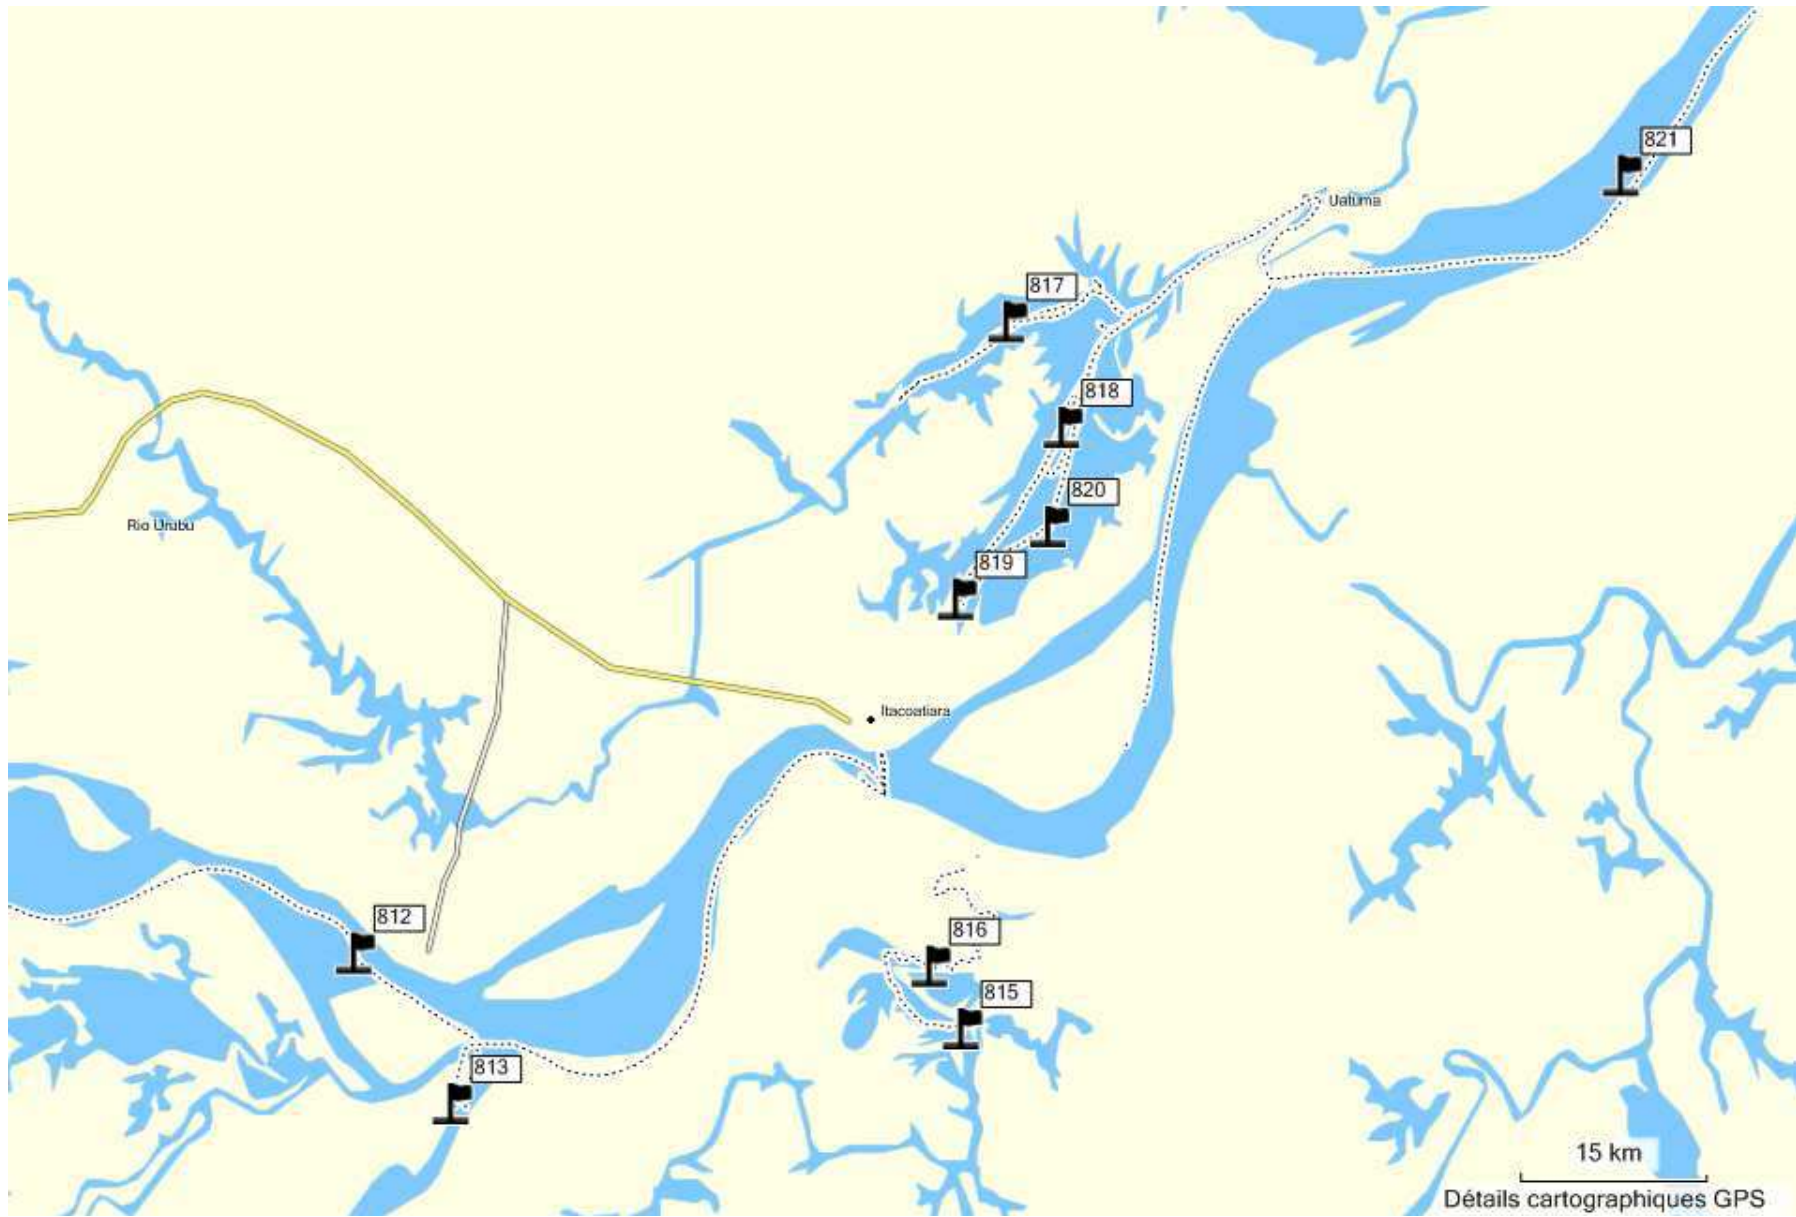 821
Uatuma
817
818
820
Rio Urubu
819
Itacoatiara
812
816
815
813
15 km
Détails cartographiques GPS